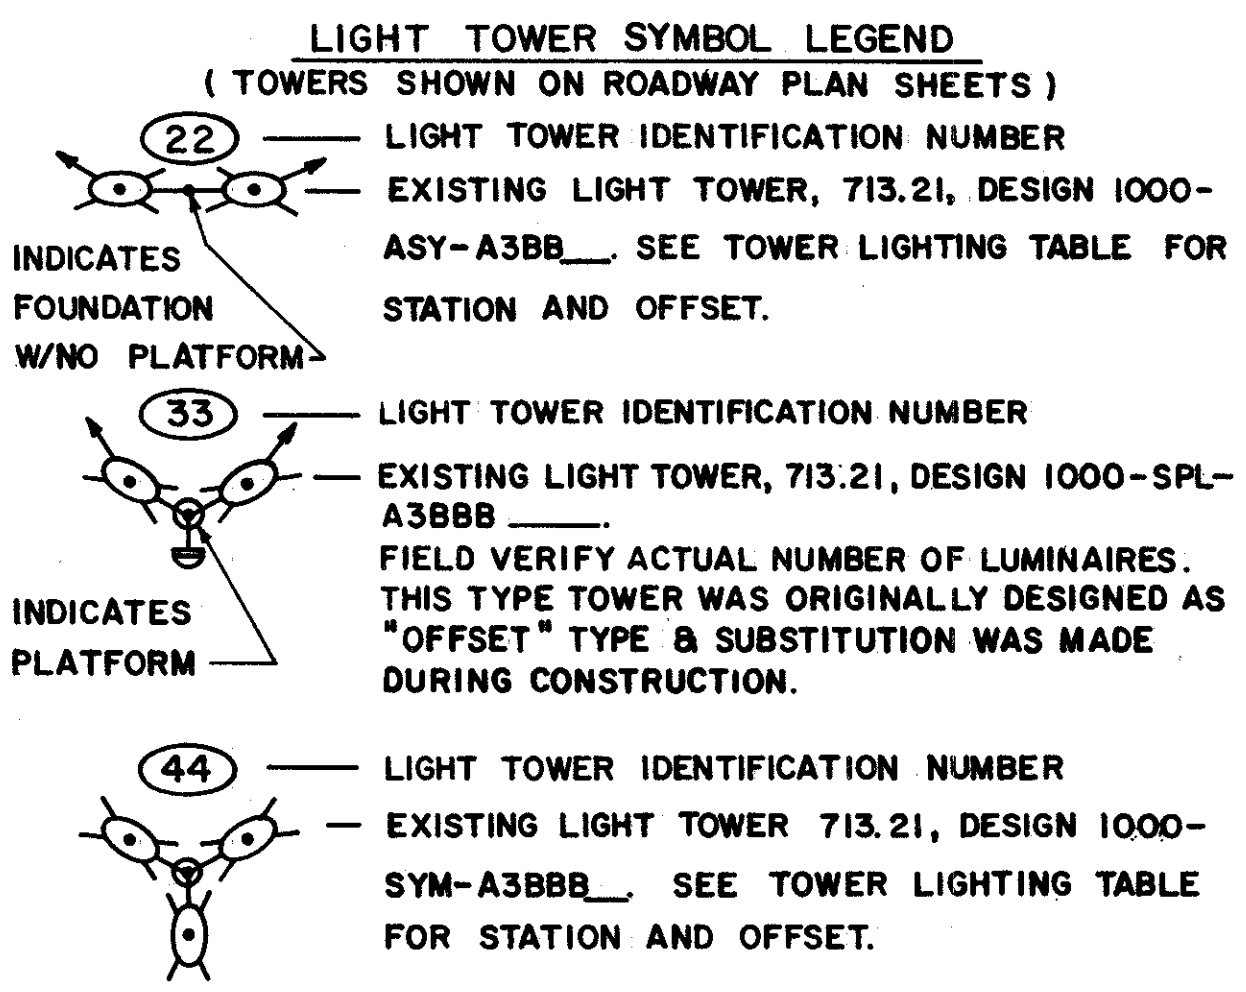 LIGHT TOWER SYMBOL LEGEND
( TOWERS SHOWN ON ROADWAY PLAN SHEETS )
22
LIGHT TOWER IDENTIFICATION NUMBER
EXISTING LIGHT TOWER, 713.21, DESIGN 1000-
ASY-A3BB__. SEE TOWER LIGHTING TABLE FOR
STATION AND OFFSET.
INDICATES
FOUNDATION
W/NO PLATFORM
33
LIGHT TOWER IDENTIFICATION NUMBER
EXISTING LIGHT TOWER, 713.21, DESIGN 1000-SPL-
A3BBB ____.
FIELD VERIFY ACTUAL NUMBER OF LUMINAIRES.
THIS TYPE TOWER WAS ORIGINALLY DESIGNED AS
"OFFSET" TYPE & SUBSTITUTION WAS MADE
DURING CONSTRUCTION.
INDICATES
PLATFORM
44
LIGHT TOWER IDENTIFICATION NUMBER
EXISTING LIGHT TOWER 713.21, DESIGN 1000-
SYM-A3BBB__. SEE TOWER LIGHTING TABLE
FOR STATION AND OFFSET.